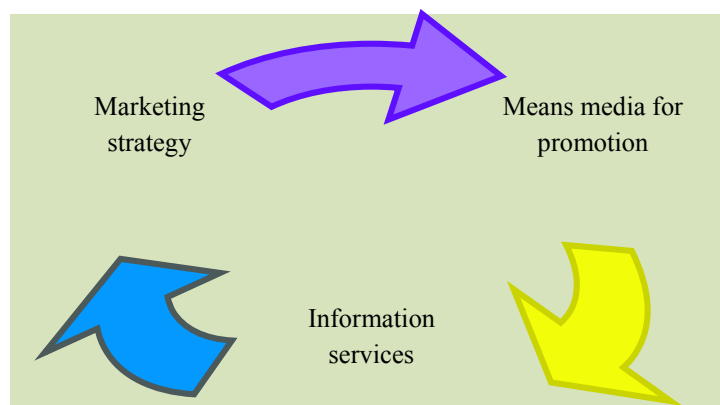 Marketing
strategy
Means media for
promotion
Information
services